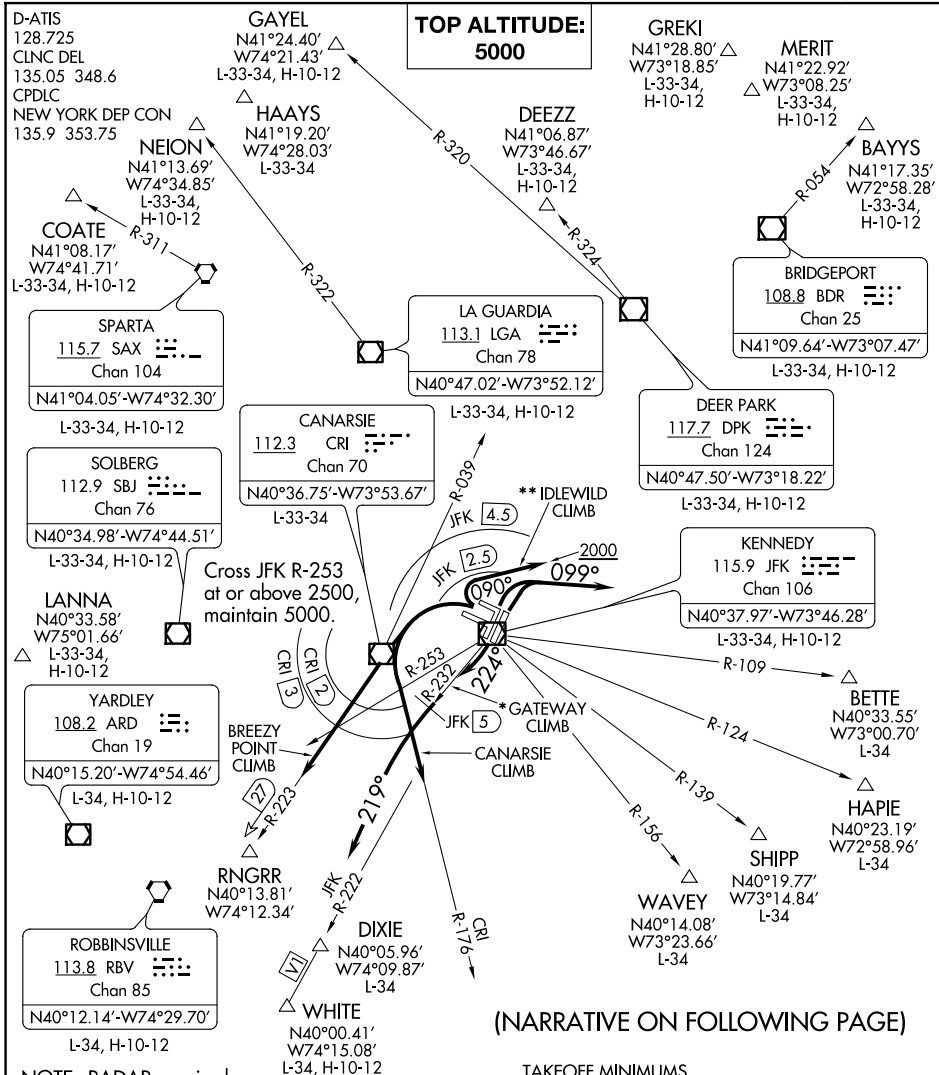 D-ATIS
128.725
CLNC DEL
135.05 348.6
CPDLC
NEW YORK DEP CON
135.9 353.75
GAYEL
N41°24.40'
W74°21.43'
L-33-34, H-10-12
TOP ALTITUDE:
5000
GREKI
N41°28.80'
W73°18.85'
L-33-34,
H-10-12
MERIT
N41°22.92'
W73°08.25'
L-33-34,
H-10-12
HAAYS
N41°19.20'
W74°28.03'
L-33-34
DEEZZ
N41°06.87'
W73°46.67'
L-33-34,
H-10-12
BAYYS
N41°17.35'
W72°58.28'
L-33-34,
H-10-12
NEION
N41°13.69'
W74°34.85'
L-33-34,
H-10-12
COATE
N41°08.17'
W74°41.71'
L-33-34, H-10-12
R-311
R-322
R-320
R-324
R-054
SPARTA
115.7 SAX
Chan 104
N41°04.05'-W74°32.30'
L-33-34, H-10-12
LA GUARDIA
113.1 LGA
Chan 78
N40°47.02'-W73°52.12'
L-33-34, H-10-12
BRIDGEPORT
108.8 BDR
Chan 25
N41°09.64'-W73°07.47'
L-33-34, H-10-12
CANARSIE
112.3 CRI
Chan 70
N40°36.75'-W73°53.67'
L-33-34
DEER PARK
117.7 DPK
Chan 124
N40°47.50'-W73°18.22'
L-33-34, H-10-12
SOLBERG
112.9 SBJ
Chan 76
N40°34.98'-W74°44.51'
L-33-34, H-10-12
R-039
JFK 4.5
JFK 2.5
** IDLEWILD
CLIMB
2000
090°
099°
KENNEDY
115.9 JFK
Chan 106
N40°37.97'-W73°46.28'
L-33-34, H-10-12
Cross JFK R-253
at or above 2500,
maintain 5000.
LANNA
N40°33.58'
W75°01.66'
L-33-34,
H-10-12
CRI 3
CRI 2
R-253
R-232
224°
*GATEWAY
CLIMB
JFK 5
CANARSIE
CLIMB
R-109
R-124
R-139
R-156
BETTE
N40°33.55'
W73°00.70'
L-34
YARDLEY
108.2 ARD
Chan 19
N40°15.20'-W74°54.46'
L-34, H-10-12
BREEZY
POINT
CLIMB
27
R-223
219°
JFK
R-222
CRI
R-176
HAPIE
N40°23.19'
W72°58.96'
L-34
SHIPP
N40°19.77'
W73°14.84'
L-34
WAVEY
N40°14.08'
W73°23.66'
L-34
RNGRR
N40°13.81'
W74°12.34'
ROBBINSVILLE
113.8 RBV
Chan 85
N40°12.14'-W74°29.70'
L-34, H-10-12
DIXIE
N40°05.96'
W74°09.87'
L-34
V1
WHITE
N40°00.41'
W74°15.08'
L-34, H-10-12
(NARRATIVE ON FOLLOWING PAGE)